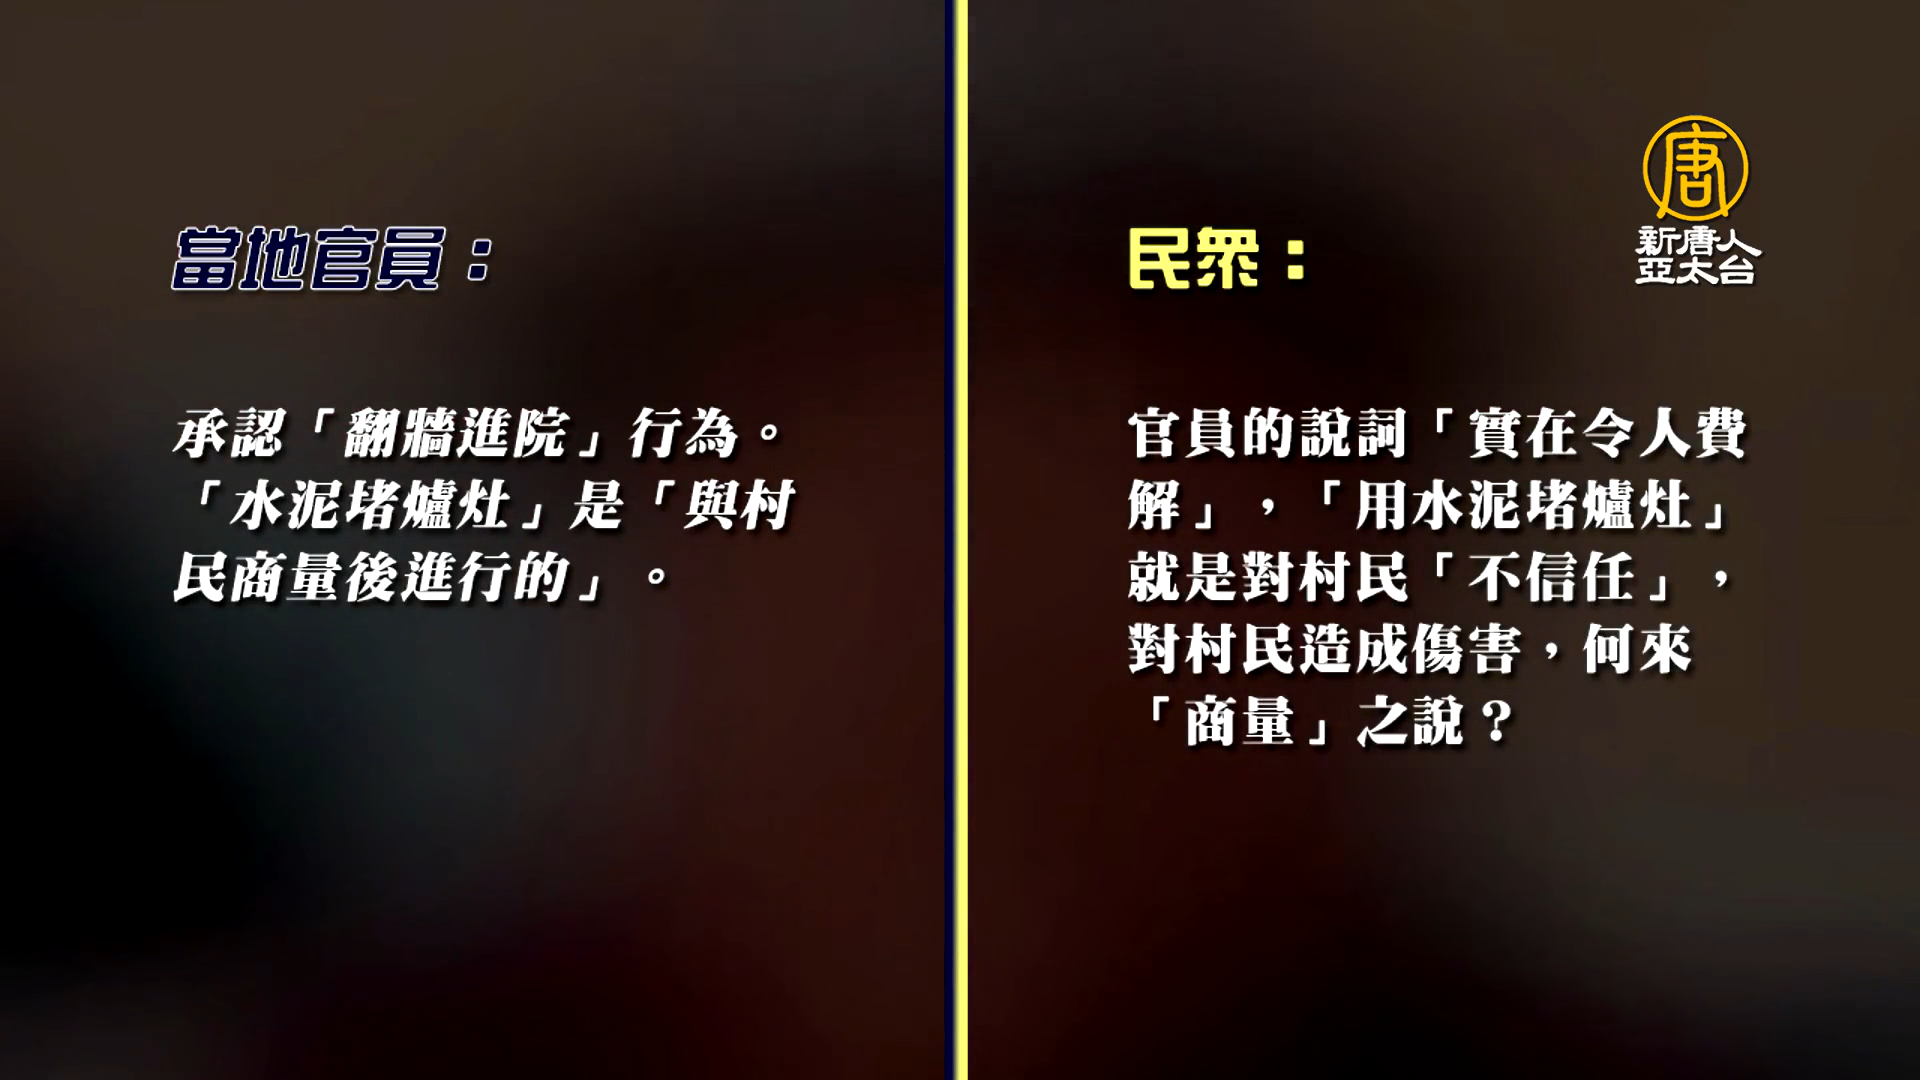 當地官員：
承認「翻牆進院」行為。
「水泥堵爐灶」是「與村
民商量後進行的」。
民眾：
官員的說詞「實在令人費
解」，「用水泥堵爐灶」
就是對村民「不信任」，
對村民造成傷害，何來
「商量」之說？
唐
新唐人
亞太台